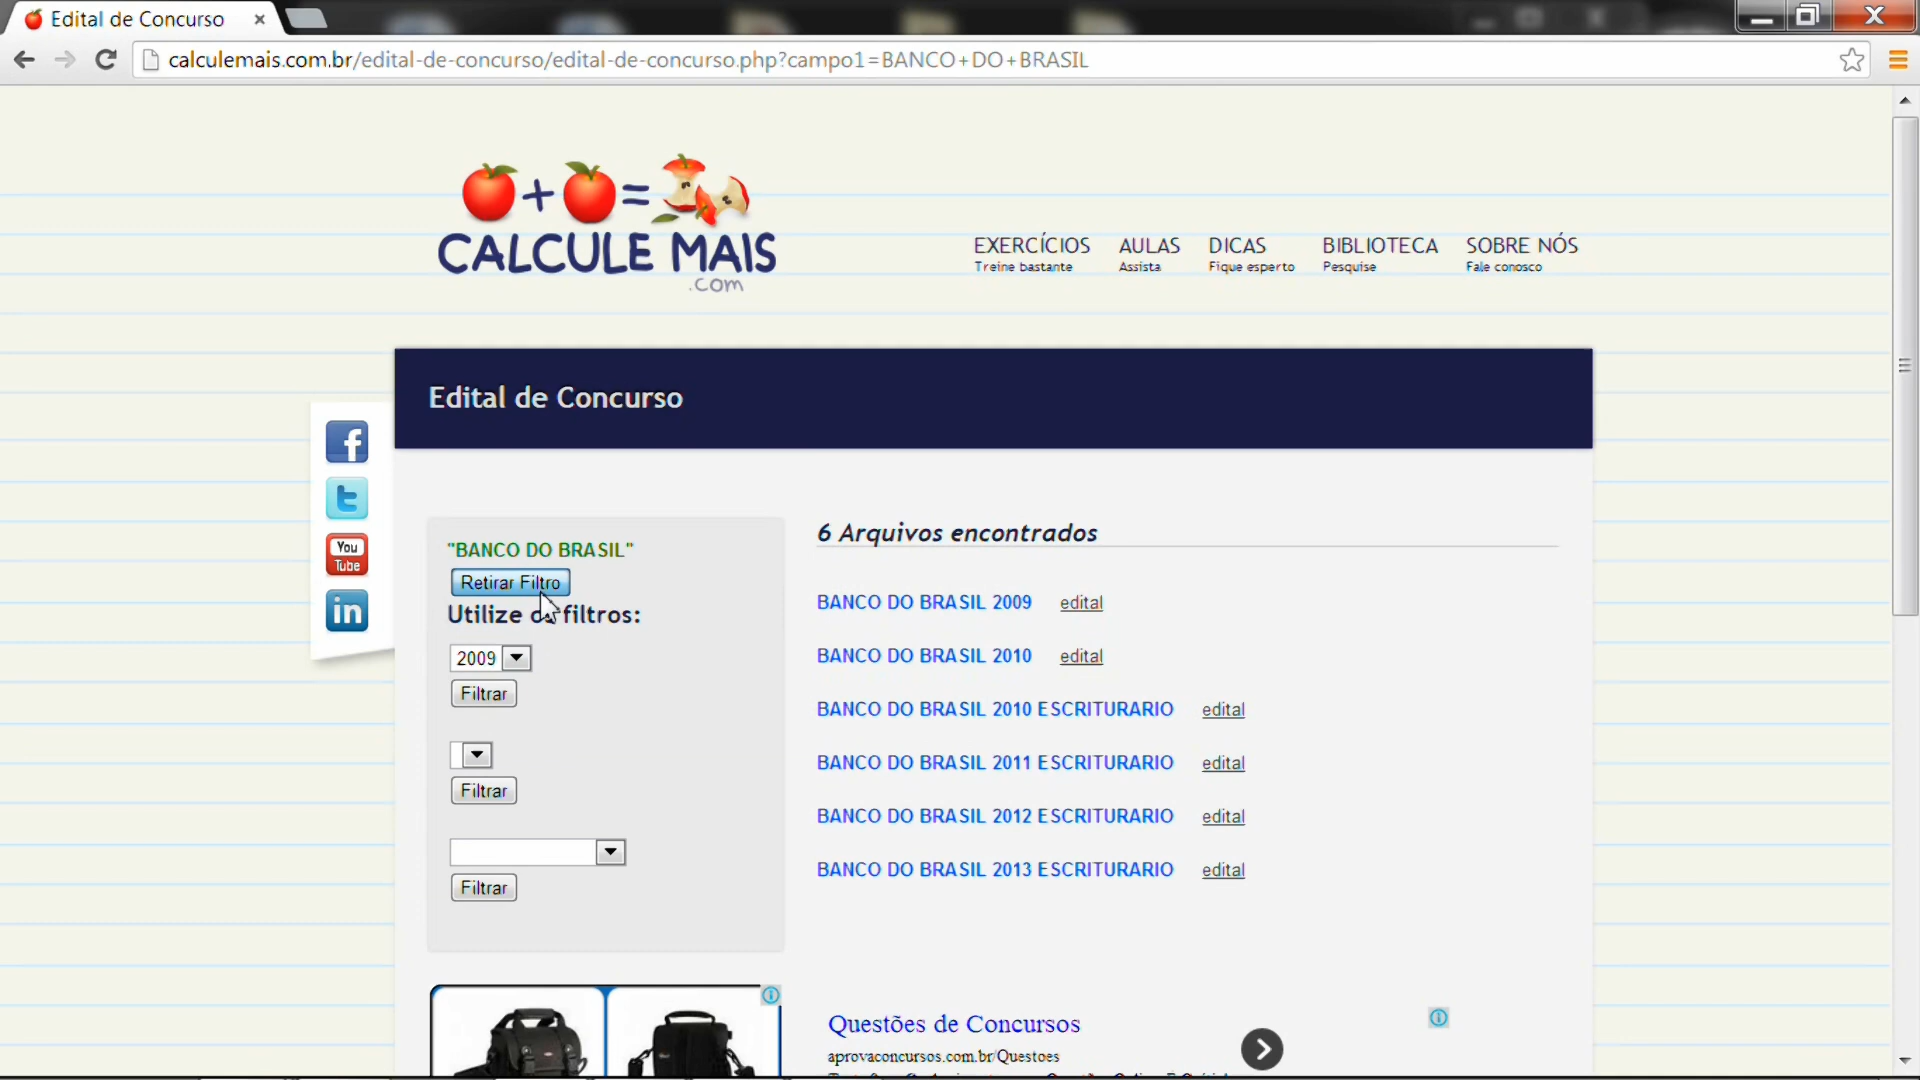 Edital de Concurso
calculemais.com.br/edital-de-concurso/edital-de-concurso.php?campo1=BANCO+DO+BRASIL
+ =
CALCULE MAIS
.com
EXERCÍCIOS AULAS DICAS BIBLIOTECA SOBRE NÓS
Treine bastante Assista Fique esperto Pesquise Fale conosco
Edital de Concurso
f
t
You
Tube
in
"BANCO DO BRASIL"
Retirar Filtro
Utilize filtros:
2009
Filtrar
Filtrar
Filtrar
6 Arquivos encontrados
BANCO DO BRASIL 2009 edital
BANCO DO BRASIL 2010 edital
BANCO DO BRASIL 2010 ESCRITURARIO edital
BANCO DO BRASIL 2011 ESCRITURARIO edital
BANCO DO BRASIL 2012 ESCRITURARIO edital
BANCO DO BRASIL 2013 ESCRITURARIO edital
Questões de Concursos
aprovaconcursos.com.br/Questoes